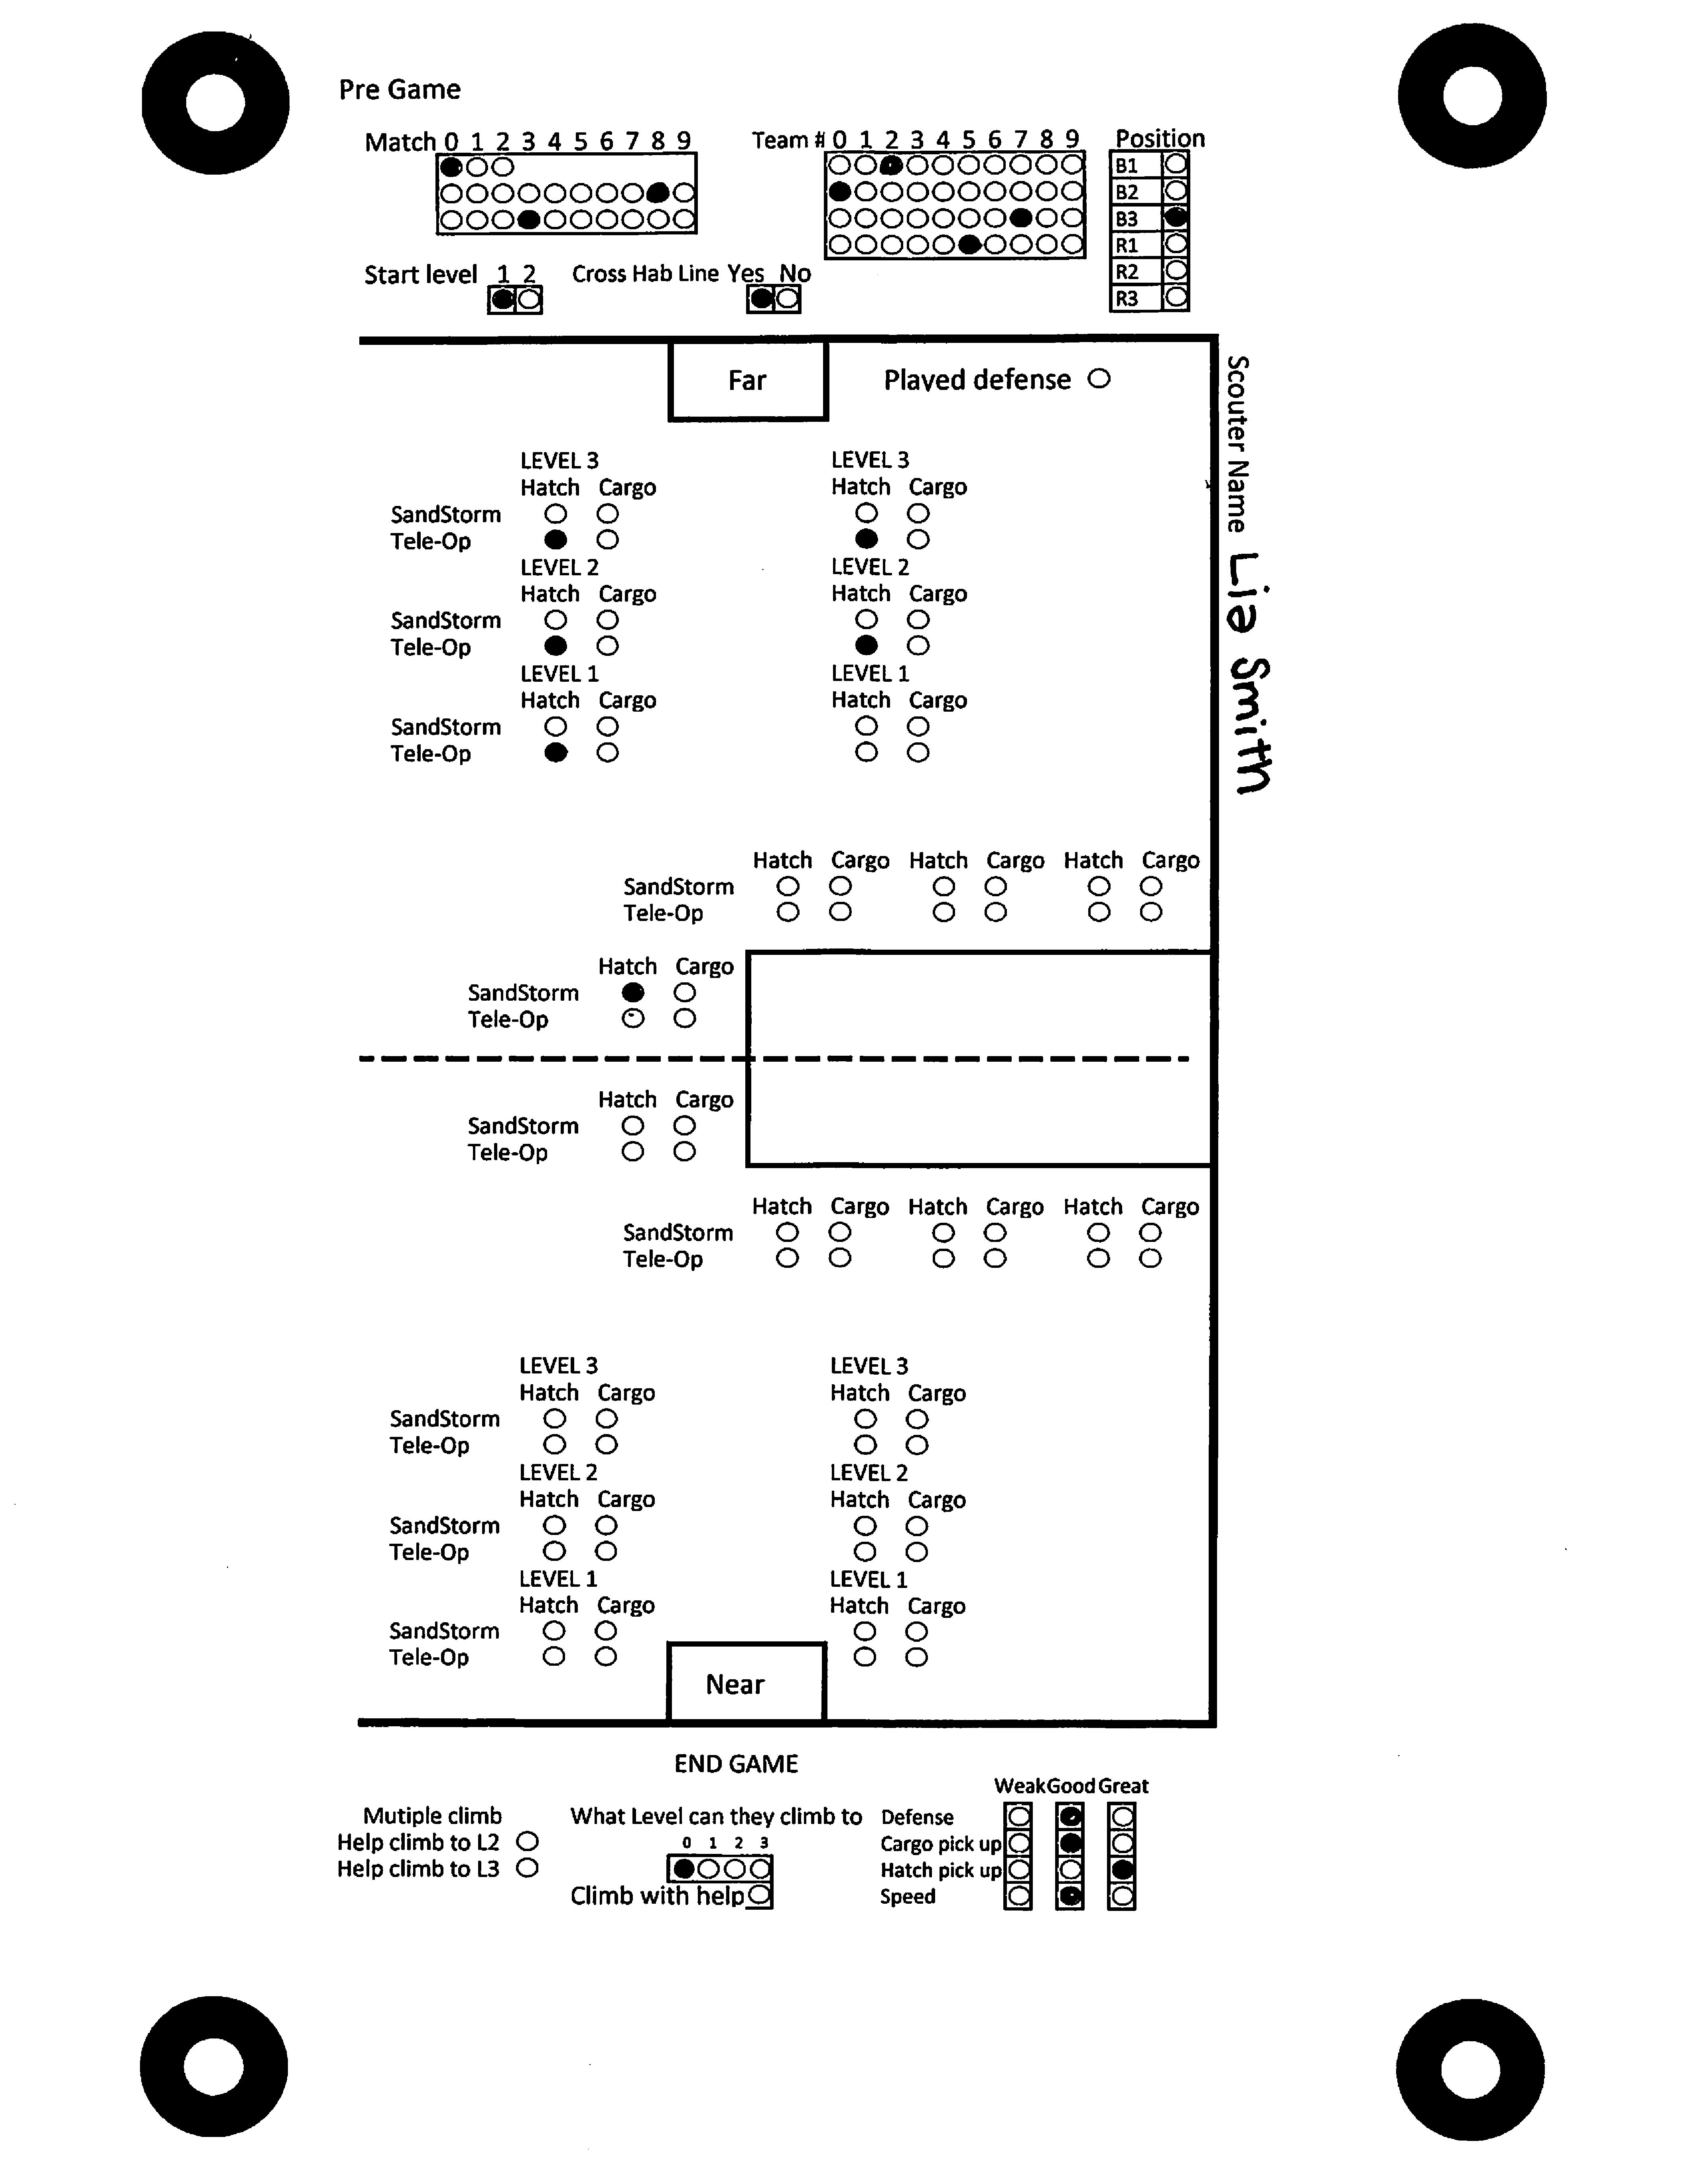 Pre Game
Match 0 1 2 3 4 5 6 7 8 9
Team # 0 1 2 3 4 5 6 7 8 9
Position
B1
B2
B3
R1
R2
R3
Start level 1 2
Cross Hab Line Yes No
Far
Played defense
Scouter Name Lia Smith
LEVEL 3 LEVEL 3
Hatch Cargo Hatch Cargo
SandStorm
Tele-Op
LEVEL 2 LEVEL 2
Hatch Cargo Hatch Cargo
SandStorm
Tele-Op
LEVEL 1 LEVEL 1
Hatch Cargo Hatch Cargo
SandStorm
Tele-Op
Hatch Cargo Hatch Cargo Hatch Cargo
SandStorm
Tele-Op
Hatch Cargo
SandStorm
Tele-Op
Hatch Cargo
SandStorm
Tele-Op
Hatch Cargo Hatch Cargo Hatch Cargo
SandStorm
Tele-Op
LEVEL 3 LEVEL 3
Hatch Cargo Hatch Cargo
SandStorm
Tele-Op
LEVEL 2 LEVEL 2
Hatch Cargo Hatch Cargo
SandStorm
Tele-Op
LEVEL 1 LEVEL 1
Hatch Cargo Hatch Cargo
SandStorm
Tele-Op
Near
END GAME
Mutiple climb
Help climb to L2
Help climb to L3
What Level can they climb to
0 1 2 3
Climb with help
Weak Good Great
Defense
Cargo pick up
Hatch pick up
Speed